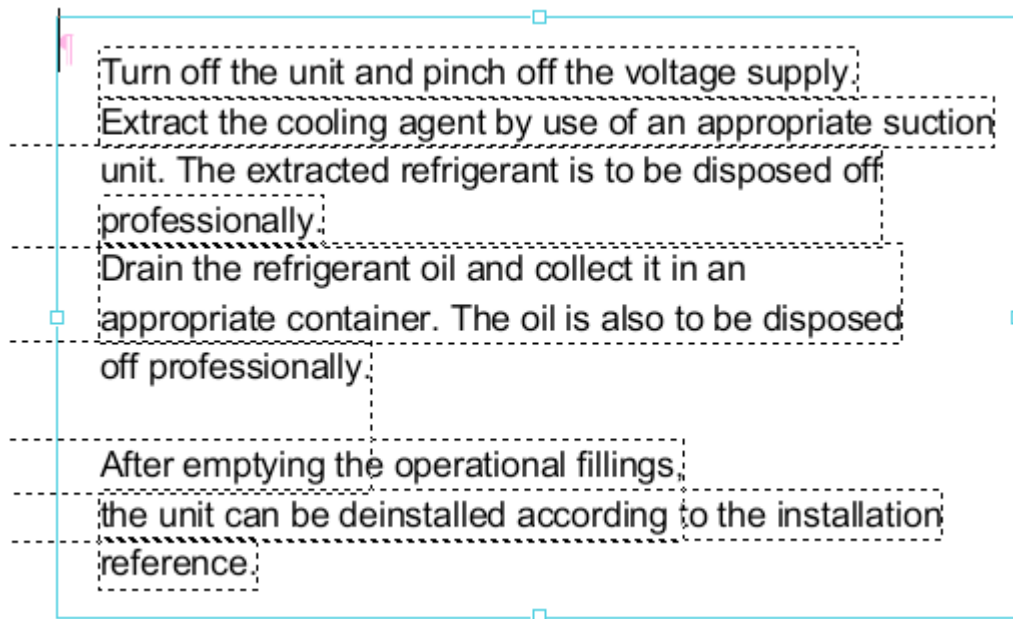 Turn off the unit and pinch off the voltage supply.
Extract the cooling agent by use of an appropriate suction
unit. The extracted refrigerant is to be disposed off
professionally.
Drain the refrigerant oil and collect it in an
appropriate container. The oil is also to be disposed
off professionally.
After emptying the operational fillings,
the unit can be deinstalled according to the installation
reference.